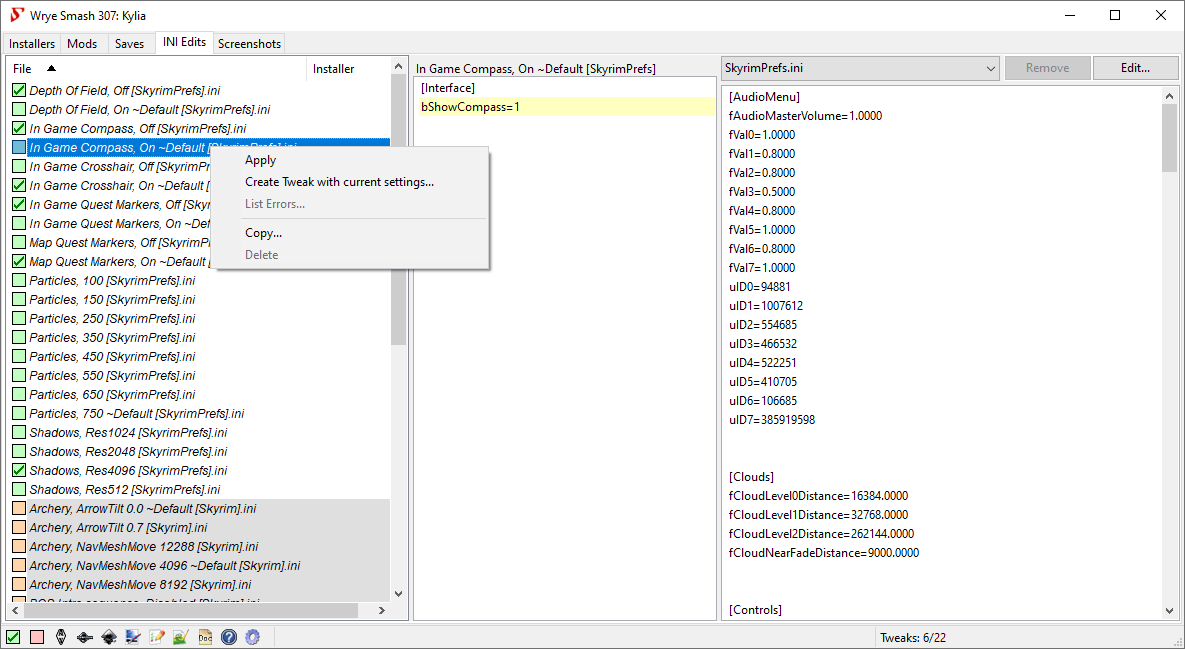 Wrye Smash 307: Kylia
Installers Mods Saves INI Edits Screenshots
File Installer
Depth Of Field, Off [SkyrimPrefs].ini
Depth Of Field, On ~Default [SkyrimPrefs].ini
In Game Compass, Off [SkyrimPrefs].ini
In Game Compass, On ~Default [SkyrimPrefs].ini
In Game Crosshair, Off [SkyrimPr
In Game Crosshair, On ~Default [
In Game Quest Markers, Off [Sky
In Game Quest Markers, On ~Def
Map Quest Markers, Off [SkyrimP
Map Quest Markers, On ~Default
Particles, 100 [SkyrimPrefs].ini
Particles, 150 [SkyrimPrefs].ini
Particles, 250 [SkyrimPrefs].ini
Particles, 350 [SkyrimPrefs].ini
Particles, 450 [SkyrimPrefs].ini
Particles, 550 [SkyrimPrefs].ini
Particles, 650 [SkyrimPrefs].ini
Particles, 750 ~Default [SkyrimPrefs].ini
Shadows, Res1024 [SkyrimPrefs].ini
Shadows, Res2048 [SkyrimPrefs].ini
Shadows, Res4096 [SkyrimPrefs].ini
Shadows, Res512 [SkyrimPrefs].ini
Archery, ArrowTilt 0.0 ~Default [Skyrim].ini
Archery, ArrowTilt 0.7 [Skyrim].ini
Archery, NavMeshMove 12288 [Skyrim].ini
Archery, NavMeshMove 4096 ~Default [Skyrim].ini
Archery, NavMeshMove 8192 [Skyrim].ini
Apply
Create Tweak with current settings...
List Errors...
Copy...
Delete
In Game Compass, On ~Default [SkyrimPrefs]
[Interface]
bShowCompass=1
SkyrimPrefs.ini
Remove Edit...
[AudioMenu]
fAudioMasterVolume=1.0000
fVal0=1.0000
fVal1=0.8000
fVal2=0.8000
fVal3=0.5000
fVal4=0.8000
fVal5=1.0000
fVal6=0.8000
fVal7=1.0000
uID0=94881
uID1=1007612
uID2=554685
uID3=466532
uID4=522251
uID5=410705
uID6=106685
uID7=385919598
[Clouds]
fCloudLevel0Distance=16384.0000
fCloudLevel1Distance=32768.0000
fCloudLevel2Distance=262144.0000
fCloudNearFadeDistance=9000.0000
[Controls]
Doc
Tweaks: 6/22